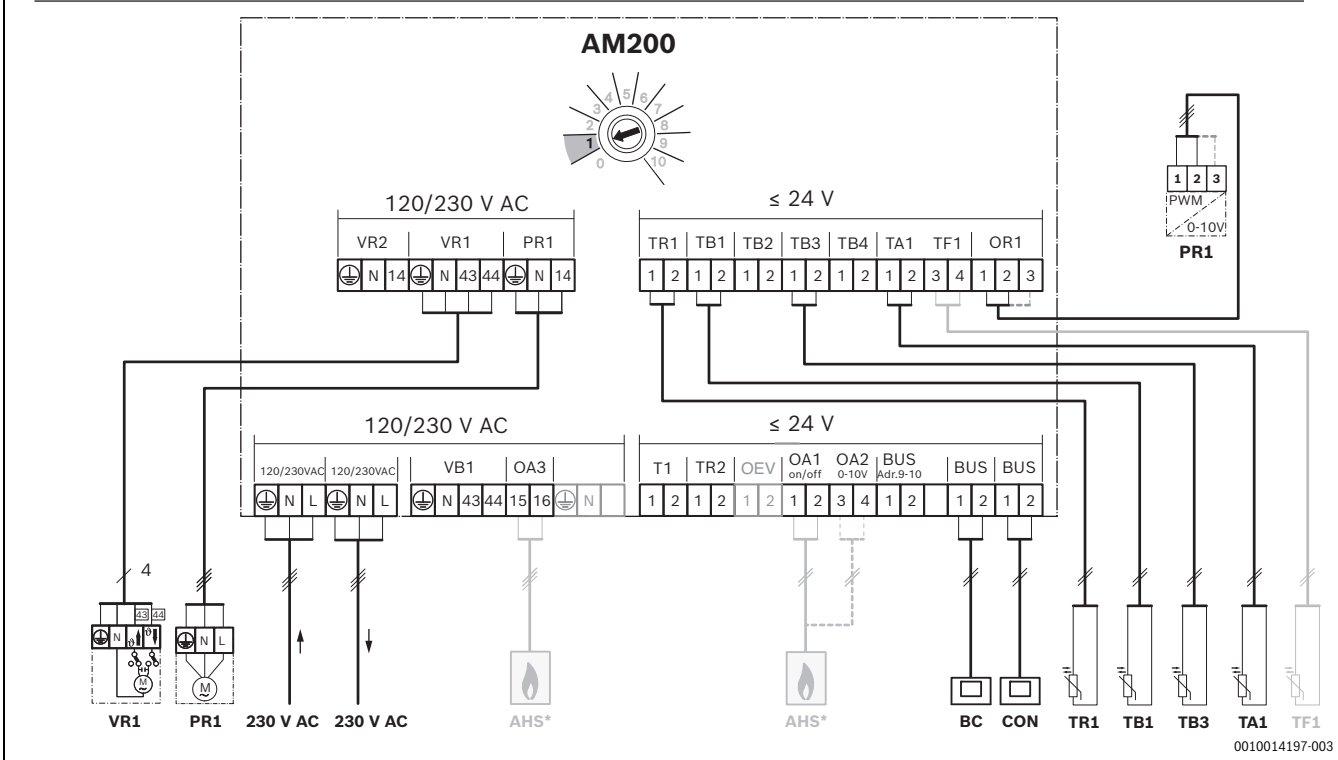 AM200
0 1 2 3 4 5 6 7 8 9 10
120/230 V AC
≤ 24 V
VR2 VR1 PR1
TR1 TB1 TB2 TB3 TB4 TA1 TF1 OR1
N 14 N 43 44 N 14
1 2 1 2 1 2 1 2 1 2 1 2 3 4 1 2 3
1 2 3
PWM
0-10V
PR1
120/230 V AC
≤ 24 V
120/230VAC 120/230VAC VB1 OA3
T1 TR2 OEV OA1 OA2 BUS BUS BUS
on/off 0-10V Adr.9-10
N L N L N 43 44 15 16 N
1 2 1 2 1 2 1 2 3 4 1 2 1 2 1 2
4
43 44
N ϑ ϑ
M
~
N L
M
~
VR1 PR1 230 V AC 230 V AC AHS* AHS* BC CON TR1 TB1 TB3 TA1 TF1
0010014197-003